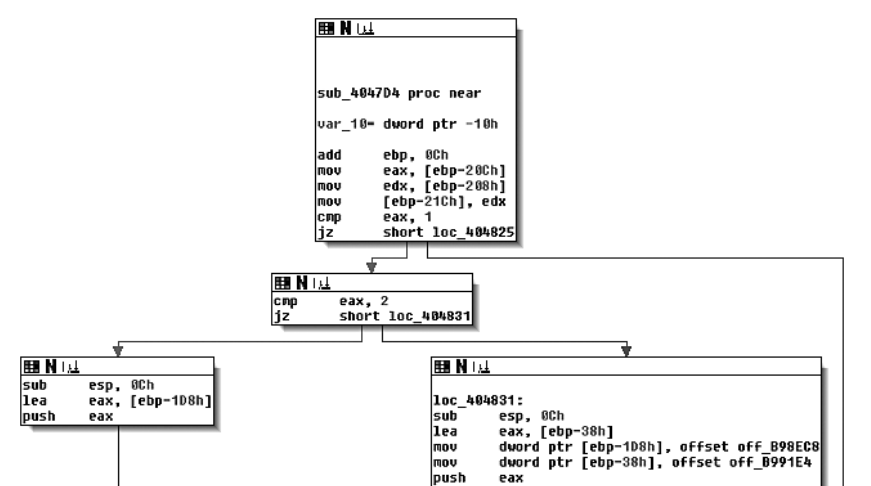 sub_4047D4 proc near
var_10= dword ptr -10h
add ebp, 0Ch
mov eax, [ebp-20Ch]
mov edx, [ebp-208h]
mov [ebp-21Ch], edx
cmp eax, 1
jz short loc_404825
cmp eax, 2
jz short loc_404831
sub esp, 0Ch
lea eax, [ebp-1D8h]
push eax
loc_404831:
sub esp, 0Ch
lea eax, [ebp-38h]
mov dword ptr [ebp-1D8h], offset off_B98EC8
mov dword ptr [ebp-38h], offset off_B991E4
push eax